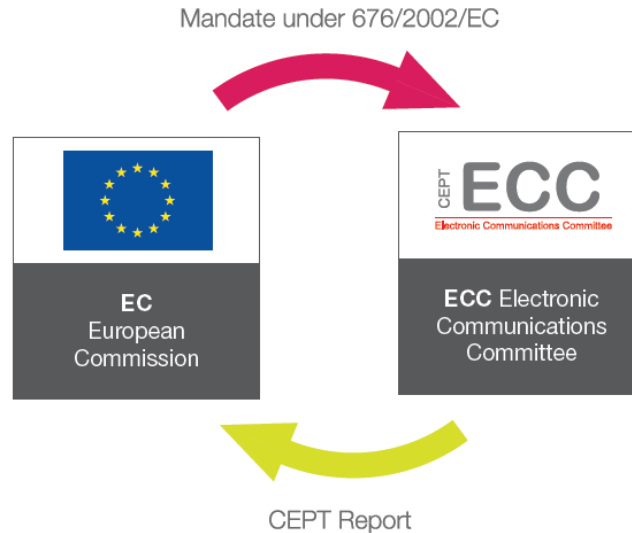 Mandate under 676/2002/EC
EC
European
Commission
CEPT
ECC
Electronic Communications Committee
ECC Electronic
Communications
Committee
CEPT Report